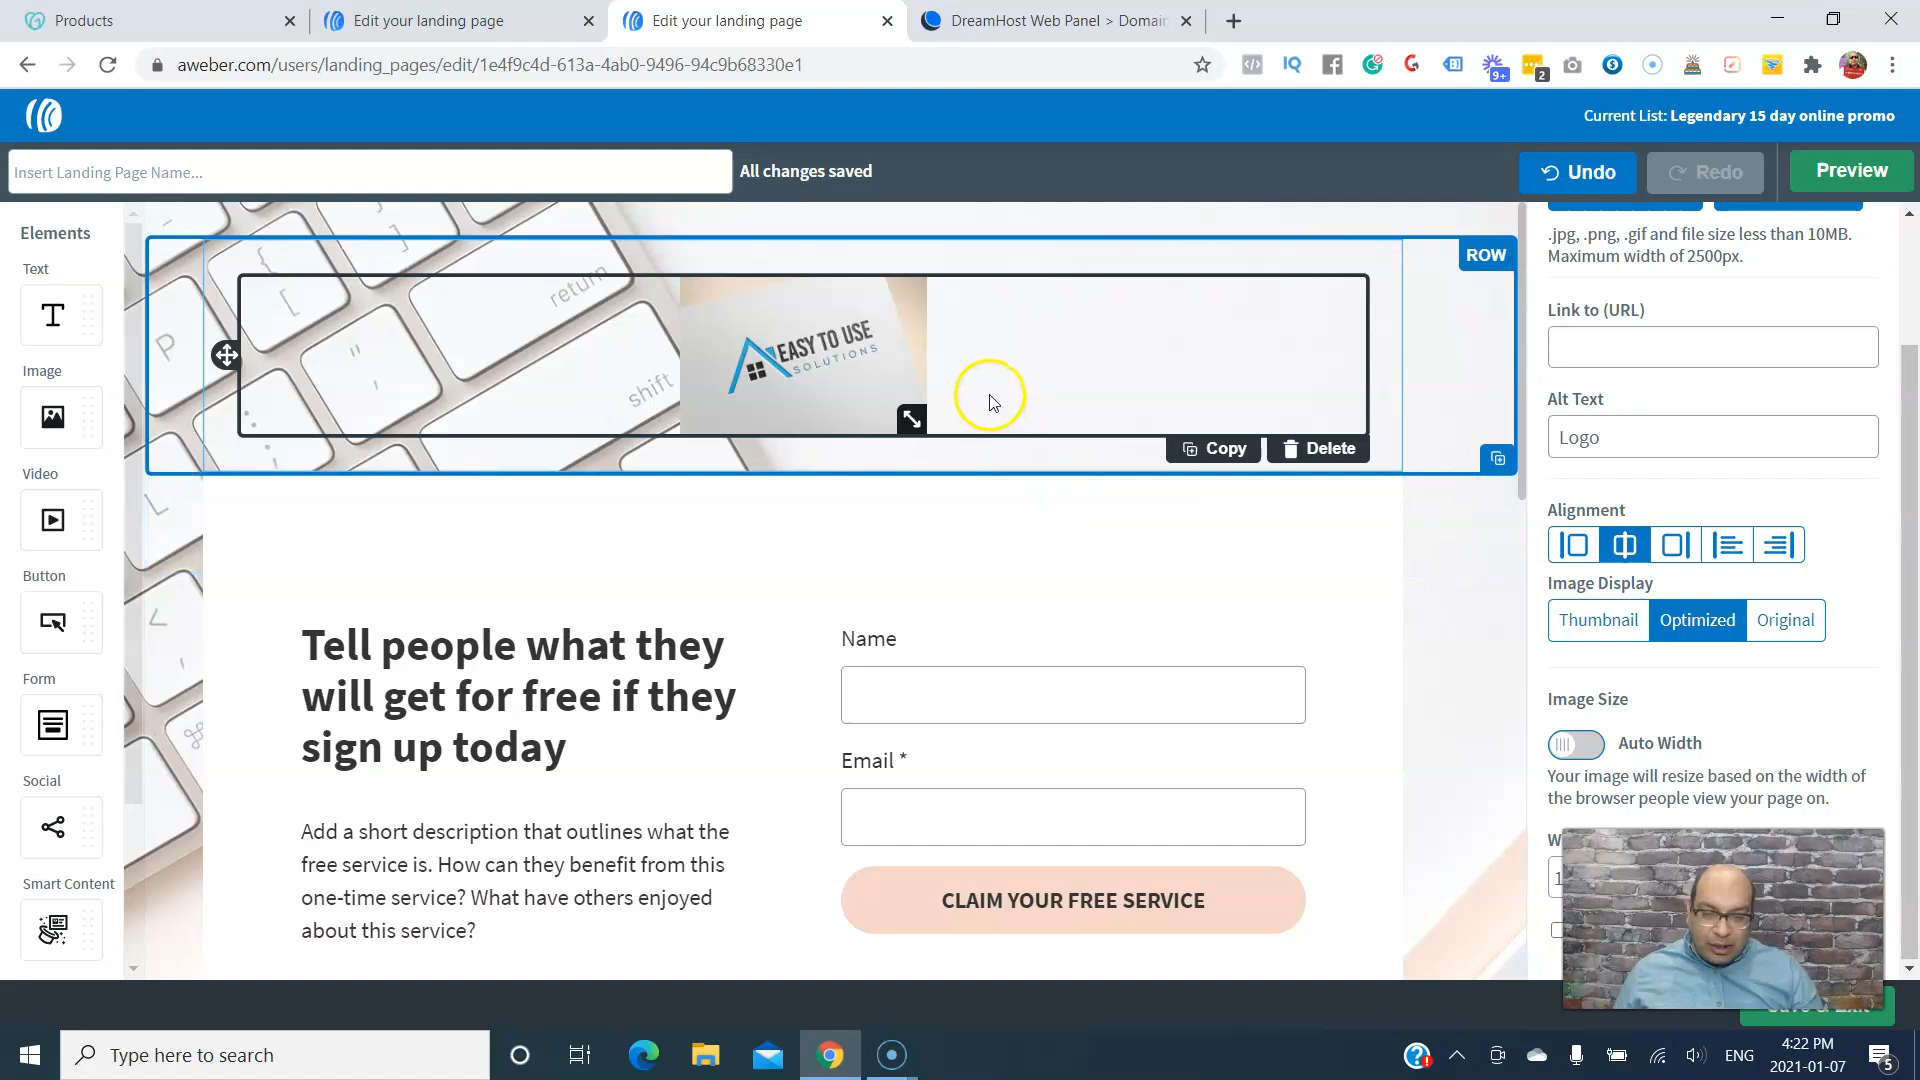 Products
Edit your landing page
Edit your landing page
DreamHost Web Panel > Domai
aweber.com/users/landing_pages/edit/1e4f9c4d-613a-4ab0-9496-94c9b68330e1
9+
2
Current List: Legendary 15 day online promo
Insert Landing Page Name...
All changes saved
Undo
Redo
Preview
Elements
Text
Image
Video
Button
Form
Social
Smart Content
ROW
return
shift
EASY TO USE
SOLUTIONS
Copy
Delete
Tell people what they
will get for free if they
sign up today
Add a short description that outlines what the
free service is. How can they benefit from this
one-time service? What have others enjoyed
about this service?
Name
Email *
CLAIM YOUR FREE SERVICE
.jpg, .png, .gif and file size less than 10MB.
Maximum width of 2500px.
Link to (URL)
Alt Text
Logo
Alignment
Image Display
Thumbnail
Optimized
Original
Image Size
Auto Width
Your image will resize based on the width of
the browser people view your page on.
Type here to search
ENG
4:22 PM
2021-01-07
5